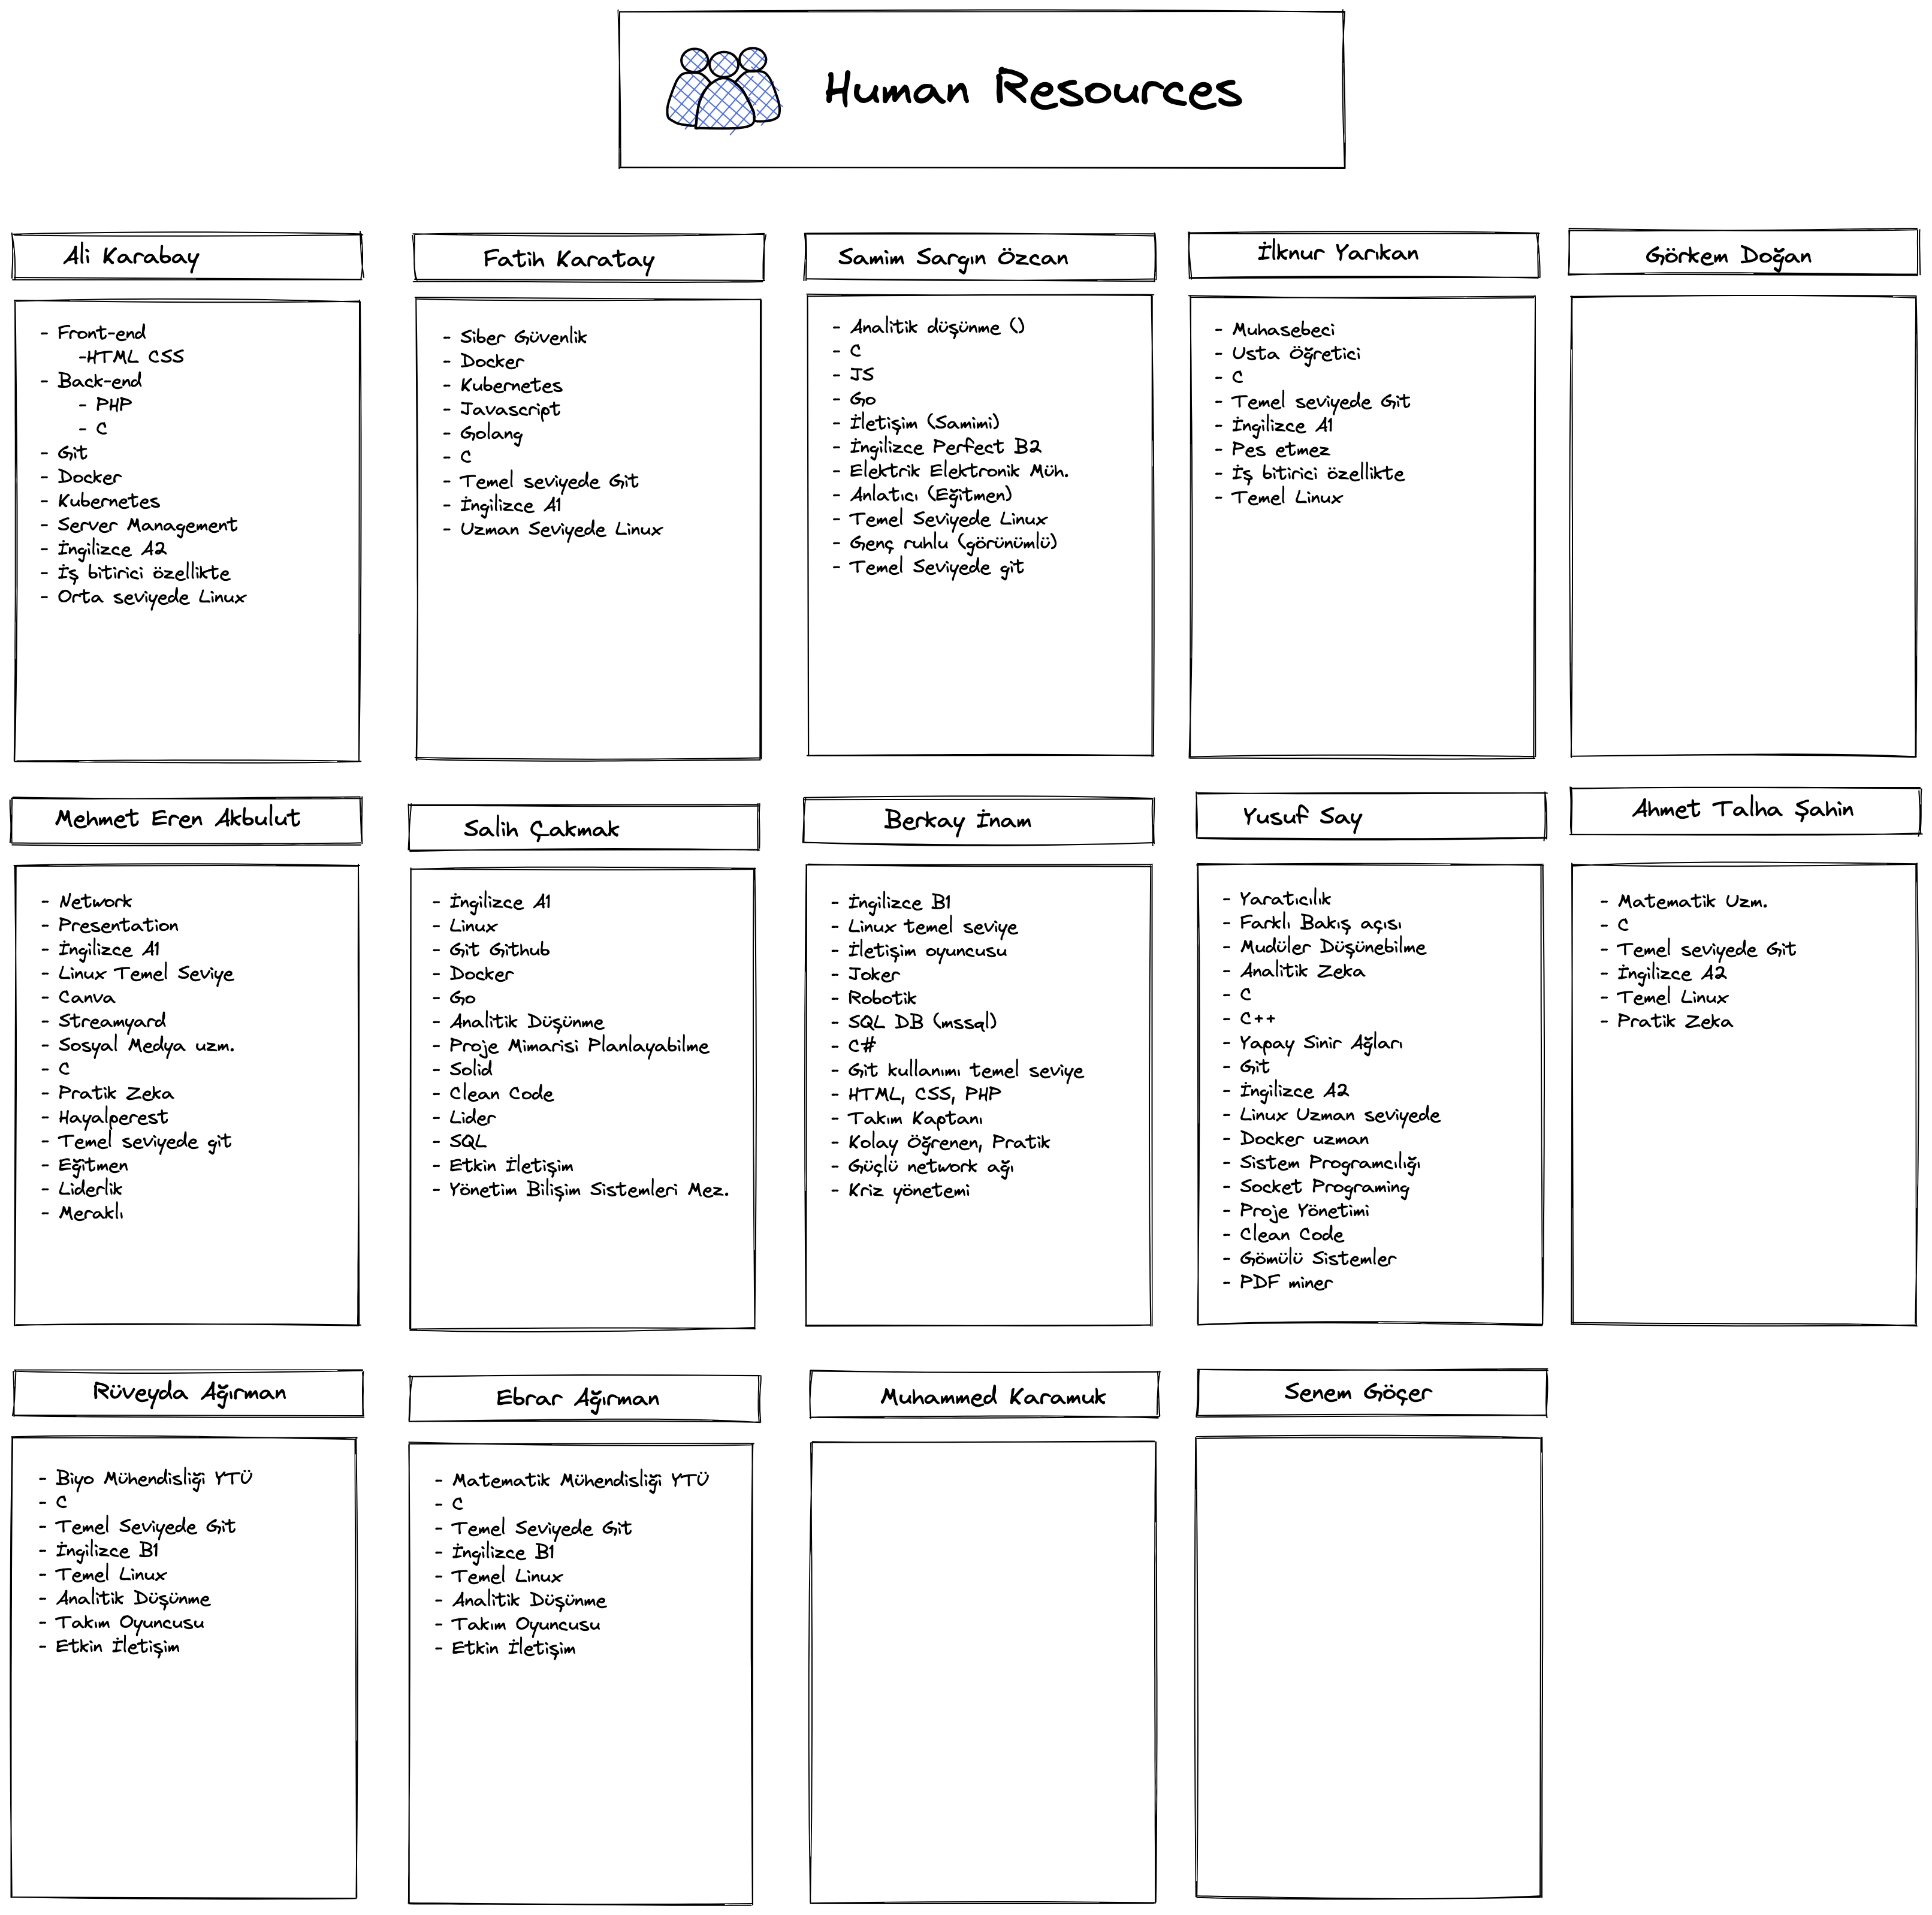 Human Resources
Ali Karabay
- Front-end
-HTML CSS
- Back-end
- PHP
- C
- Git
- Docker
- Kubernetes
- Server Management
- İngilizce A2
- İş bitirici özellikte
- Orta seviyede Linux
Fatih Karatay
- Siber Güvenlik
- Docker
- Kubernetes
- Javascript
- Golang
- C
- Temel seviyede Git
- İngilizce A1
- Uzman Seviyede Linux
Samim Sargın Özcan
- Analitik düşünme ()
- C
- JS
- Go
- İletişim (Samimi)
- İngilizce Perfect B2
- Elektrik Elektronik Müh.
- Anlatıcı (Eğitmen)
- Temel Seviyede Linux
- Genç ruhlu (görünümlü)
- Temel Seviyede git
İlknur Yarıkan
- Muhasebeci
- Usta Öğretici
- C
- Temel seviyede Git
- İngilizce A1
- Pes etmez
- İş bitirici özellikte
- Temel Linux
Görkem Doğan
Mehmet Eren Akbulut
- Network
- Presentation
- İngilizce A1
- Linux Temel Seviye
- Canva
- Streamyard
- Sosyal Medya uzm.
- C
- Pratik Zeka
- Hayalperest
- Temel seviyede git
- Eğitmen
- Liderlik
- Meraklı
Salih Çakmak
- İngilizce A1
- Linux
- Git Github
- Docker
- Go
- Analitik Düşünme
- Proje Mimarisi Planlayabilme
- Solid
- Clean Code
- Lider
- SQL
- Etkin İletişim
- Yönetim Bilişim Sistemleri Mez.
Berkay İnam
- İngilizce B1
- Linux temel seviye
- İletişim oyuncusu
- Joker
- Robotik
- SQL DB (mssql)
- C#
- Git kullanımı temel seviye
- HTML, CSS, PHP
- Takım Kaptanı
- Kolay Öğrenen, Pratik
- Güçlü network ağı
- Kriz yönetemi
Yusuf Say
- Yaratıcılık
- Farklı Bakış açısı
- Mudüler Düşünebilme
- Analitik Zeka
- C
- C++
- Yapay Sinir Ağları
- Git
- İngilizce A2
- Linux Uzman seviyede
- Docker uzman
- Sistem Programcılığı
- Socket Programing
- Proje Yönetimi
- Clean Code
- Gömülü Sistemler
- PDF miner
Ahmet Talha Şahin
- Matematik Uzm.
- C
- Temel seviyede Git
- İngilizce A2
- Temel Linux
- Pratik Zeka
Rüveyda Ağırman
- Biyo Mühendisliği YTÜ
- C
- Temel Seviyede Git
- İngilizce B1
- Temel Linux
- Analitik Düşünme
- Takım Oyuncusu
- Etkin İletişim
Ebrar Ağırman
- Matematik Mühendisliği YTÜ
- C
- Temel Seviyede Git
- İngilizce B1
- Temel Linux
- Analitik Düşünme
- Takım Oyuncusu
- Etkin İletişim
Muhammed Karamuk
Senem Göçer